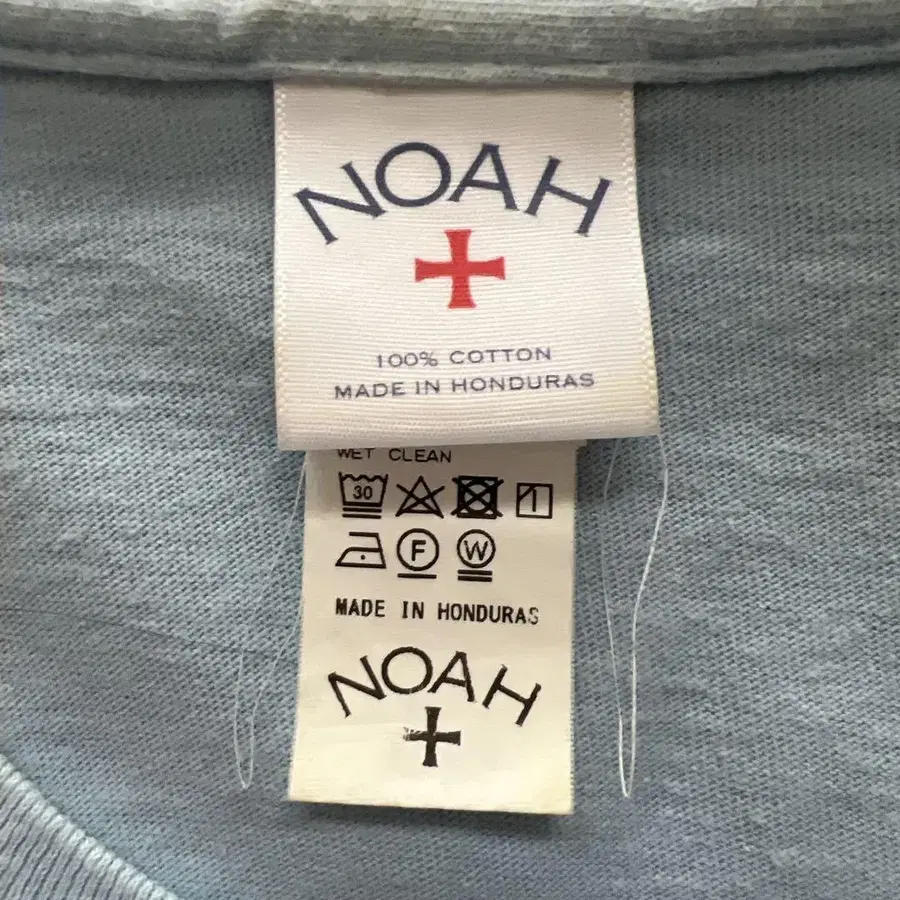 NOAH
100% COTTON
MADE IN HONDURAS
WET CLEAN
30
F W
MADE IN HONDURAS
NOAH